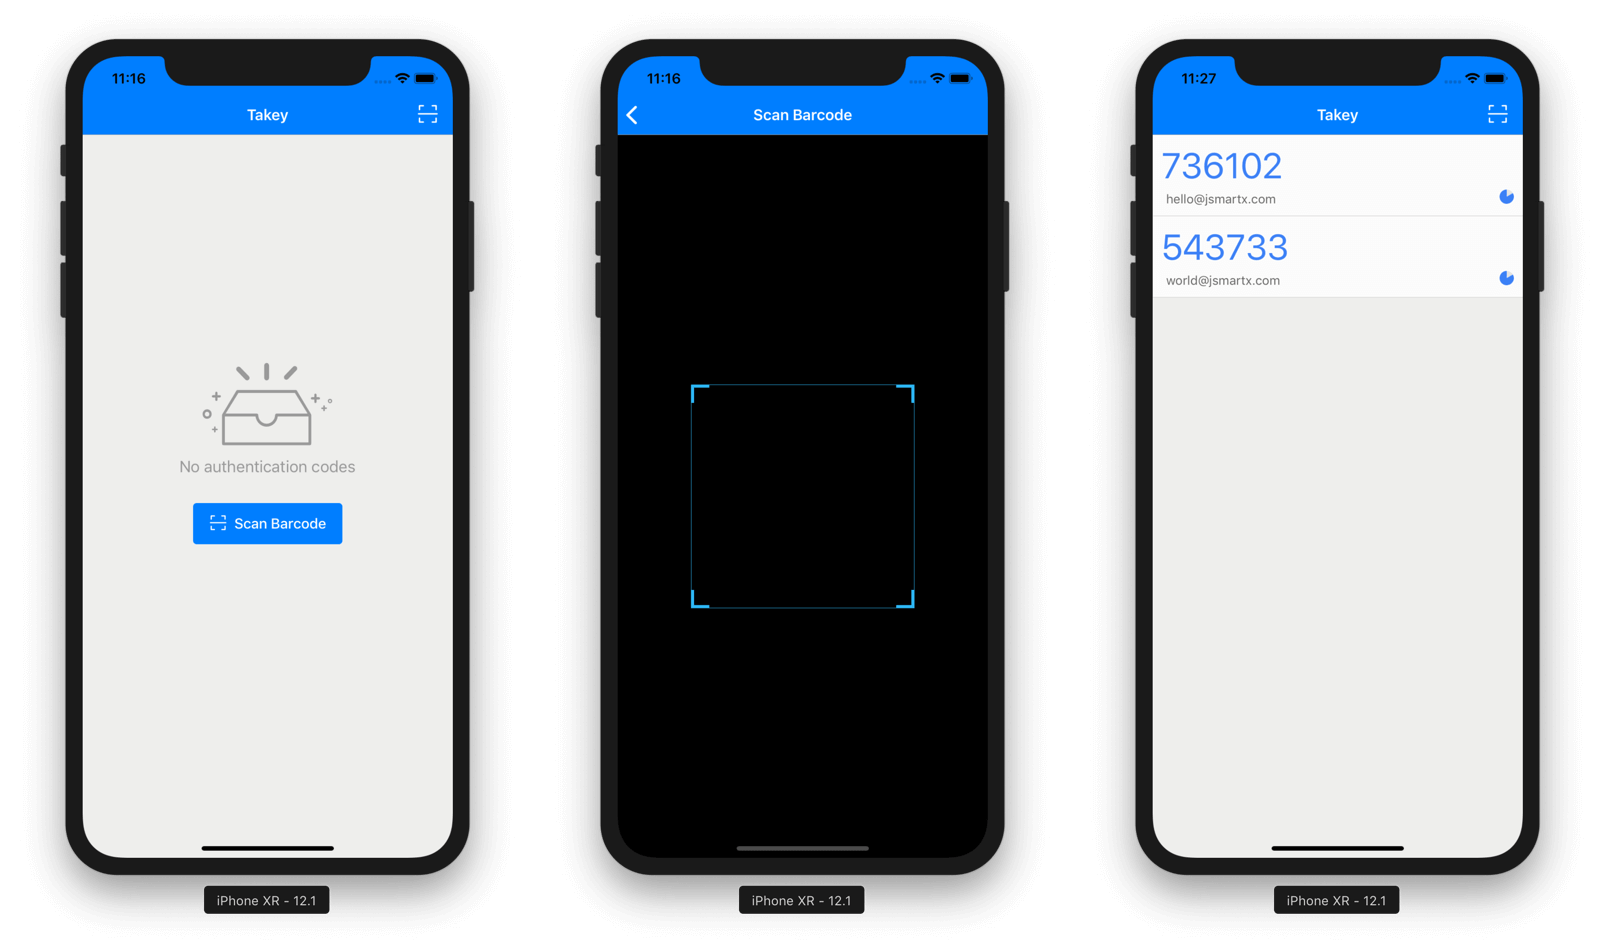 11:16
Takey
No authentication codes
Scan Barcode
iPhone XR - 12.1
11:16
Scan Barcode
iPhone XR - 12.1
11:27
Takey
736102
hello@jsmartx.com
543733
world@jsmartx.com
iPhone XR - 12.1